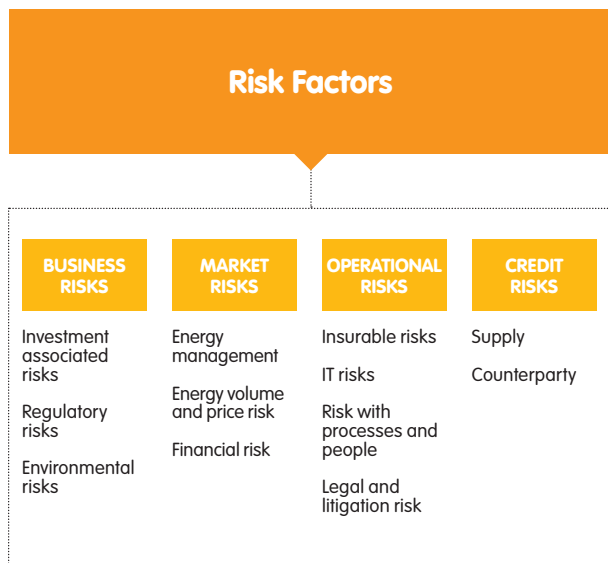 Risk Factors
BUSINESS
RISKS
Investment
associated
risks
Regulatory
risks
Environmental
risks
MARKET
RISKS
Energy
management
Energy volume
and price risk
Financial risk
OPERATIONAL
RISKS
Insurable risks
IT risks
Risk with
processes and
people
Legal and
litigation risk
CREDIT
RISKS
Supply
Counterparty